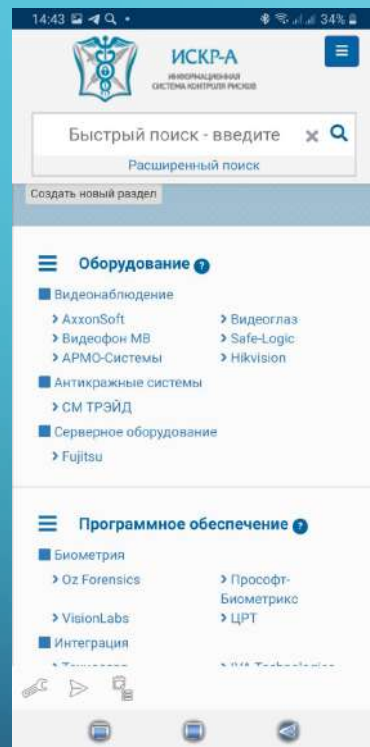 14:43 34%
ИСКР-А
ИНФОРМАЦИОННАЯ
СИСТЕМА КОНТРОЛЯ РИСКОВ
Быстрый поиск - введите
Расширенный поиск
Создать новый раздел
Оборудование ?
Видеонаблюдение
> AxxonSoft > Видеоглаз
> Видеофон МВ > Safe-Logic
> АРМО-Системы > Hikvision
Антикражные системы
> СМ ТРЭЙД
Серверное оборудование
> Fujitsu
Программное обеспечение ?
Биометрия
> Oz Forensics > Прософт-
Биометрикс
> VisionLabs > ЦРТ
Интеграция
> IVA Technologies